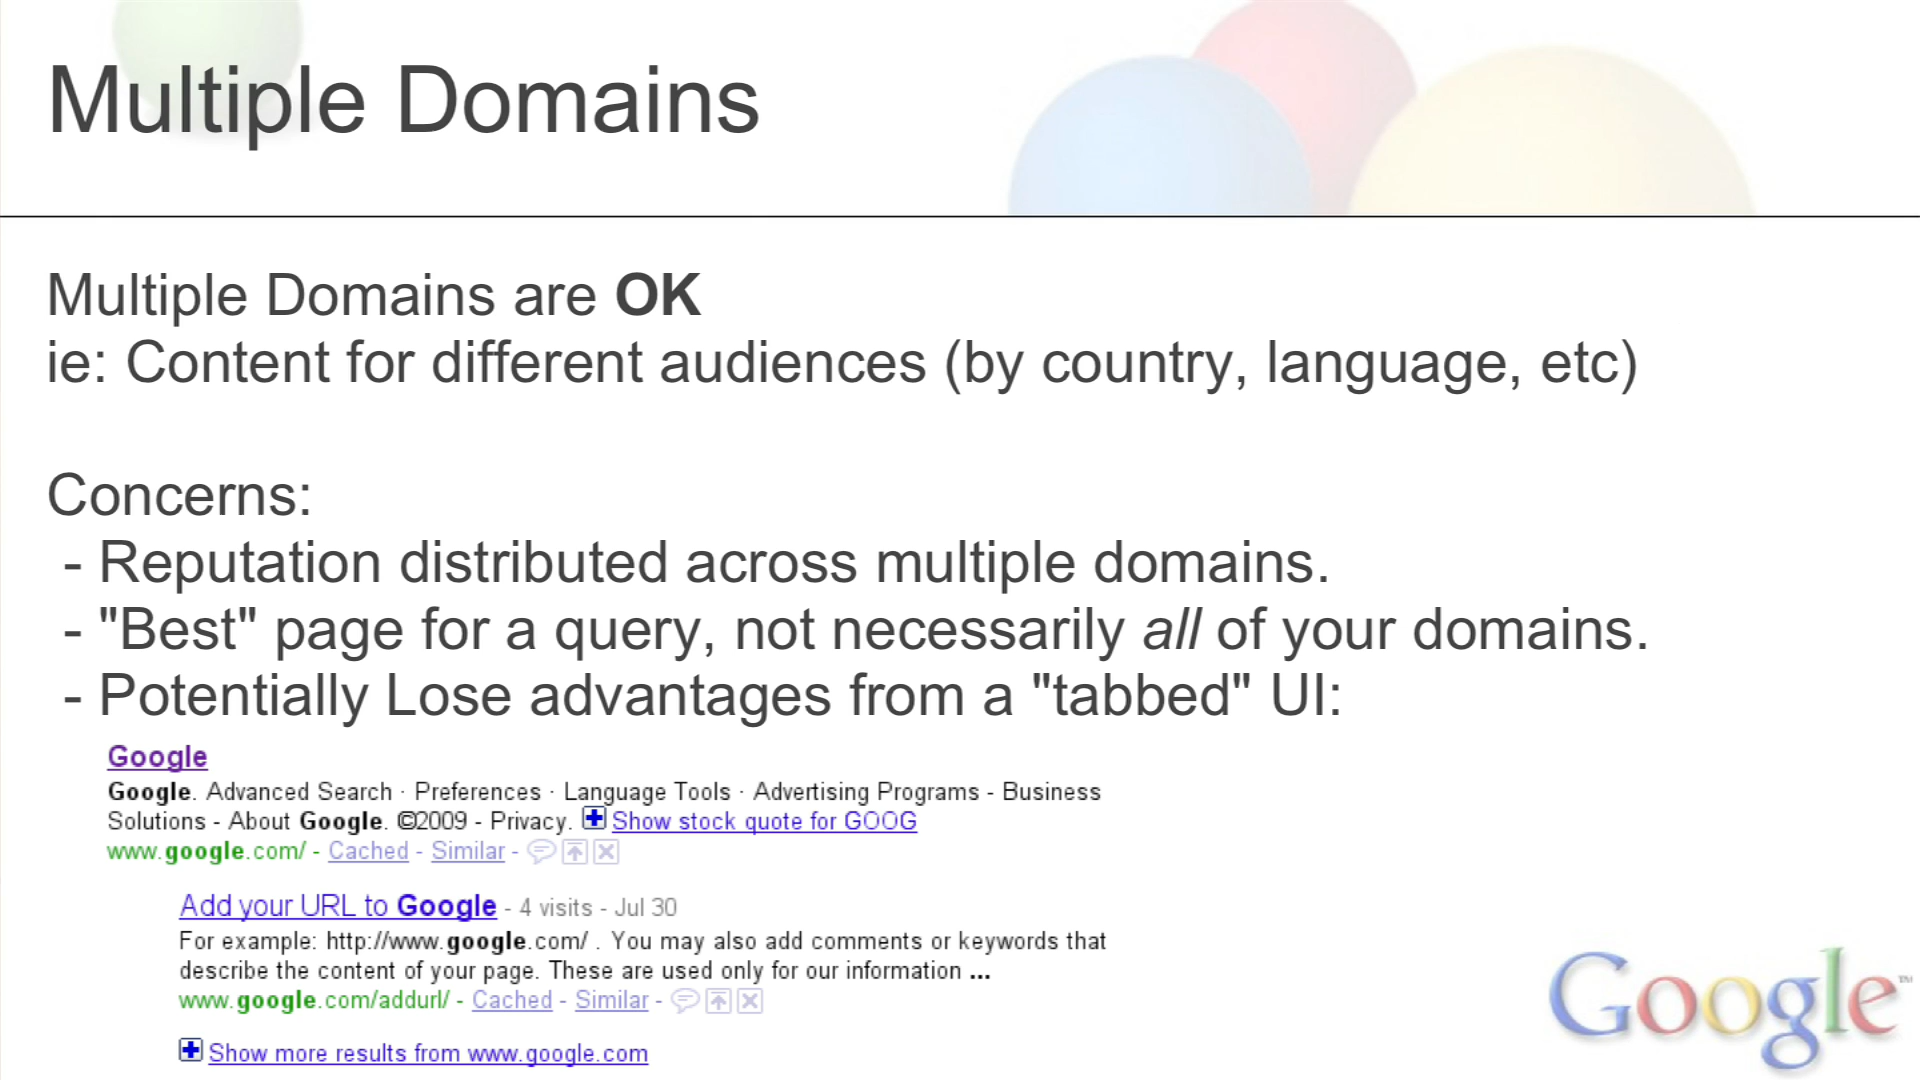 Multiple Domains
Multiple Domains are OK
ie: Content for different audiences (by country, language, etc)
Concerns:
- Reputation distributed across multiple domains.
- "Best" page for a query, not necessarily all of your domains.
- Potentially Lose advantages from a "tabbed" UI:
Google
Google. Advanced Search · Preferences · Language Tools · Advertising Programs - Business
Solutions - About Google. ©2009 - Privacy. Show stock quote for GOOG
www.google.com/ - Cached - Similar -
Add your URL to Google - 4 visits - Jul 30
For example: http://www.google.com/ . You may also add comments or keywords that
describe the content of your page. These are used only for our information ...
www.google.com/addurl/ - Cached - Similar -
Show more results from www.google.com
Google™